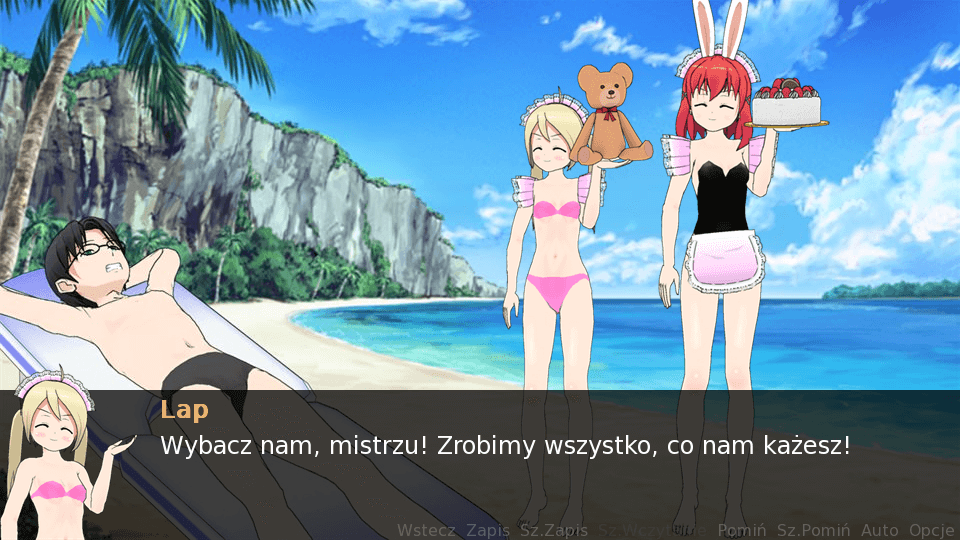 Lap
Wybacz nam, mistrzu! Zrobimy wszystko, co nam każesz!
Wstecz Zapis Sz.Zapis Sz.Wczytanie Pomiń Sz.Pomiń Auto Opcje